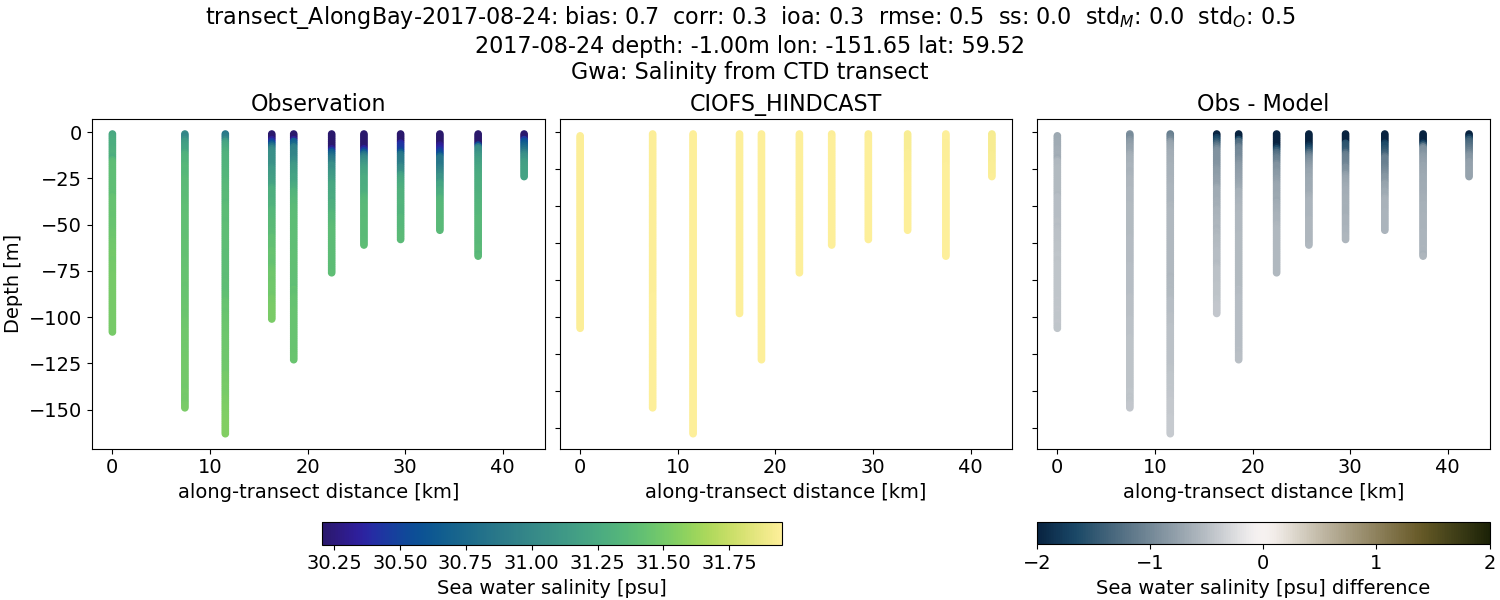 transect_AlongBay-2017-08-24: bias: 0.7 corr: 0.3 ioa: 0.3 rmse: 0.5 ss: 0.0 std_M: 0.0 std_O: 0.5
2017-08-24 depth: -1.00m lon: -151.65 lat: 59.52
Gwa: Salinity from CTD transect
Observation
CIOFS_HINDCAST
Obs - Model
Depth [m]
0
−25
−50
−75
−100
−125
−150
0 10 20 30 40
along-transect distance [km]
0 10 20 30 40
along-transect distance [km]
0 10 20 30 40
along-transect distance [km]
30.25 30.50 30.75 31.00 31.25 31.50 31.75
Sea water salinity [psu]
−2 −1 0 1 2
Sea water salinity [psu] difference